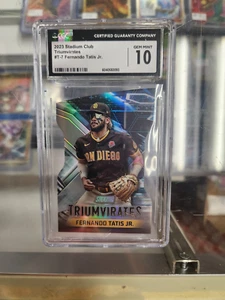 CGC
CERTIFIED GUARANTY COMPANY
2023 Stadium Club
Triumvirates
#T-7 Fernando Tatis Jr.
GEM MINT
10
SAN DIEGO
TRIUMVIRATES
FERNANDO TATIS JR.